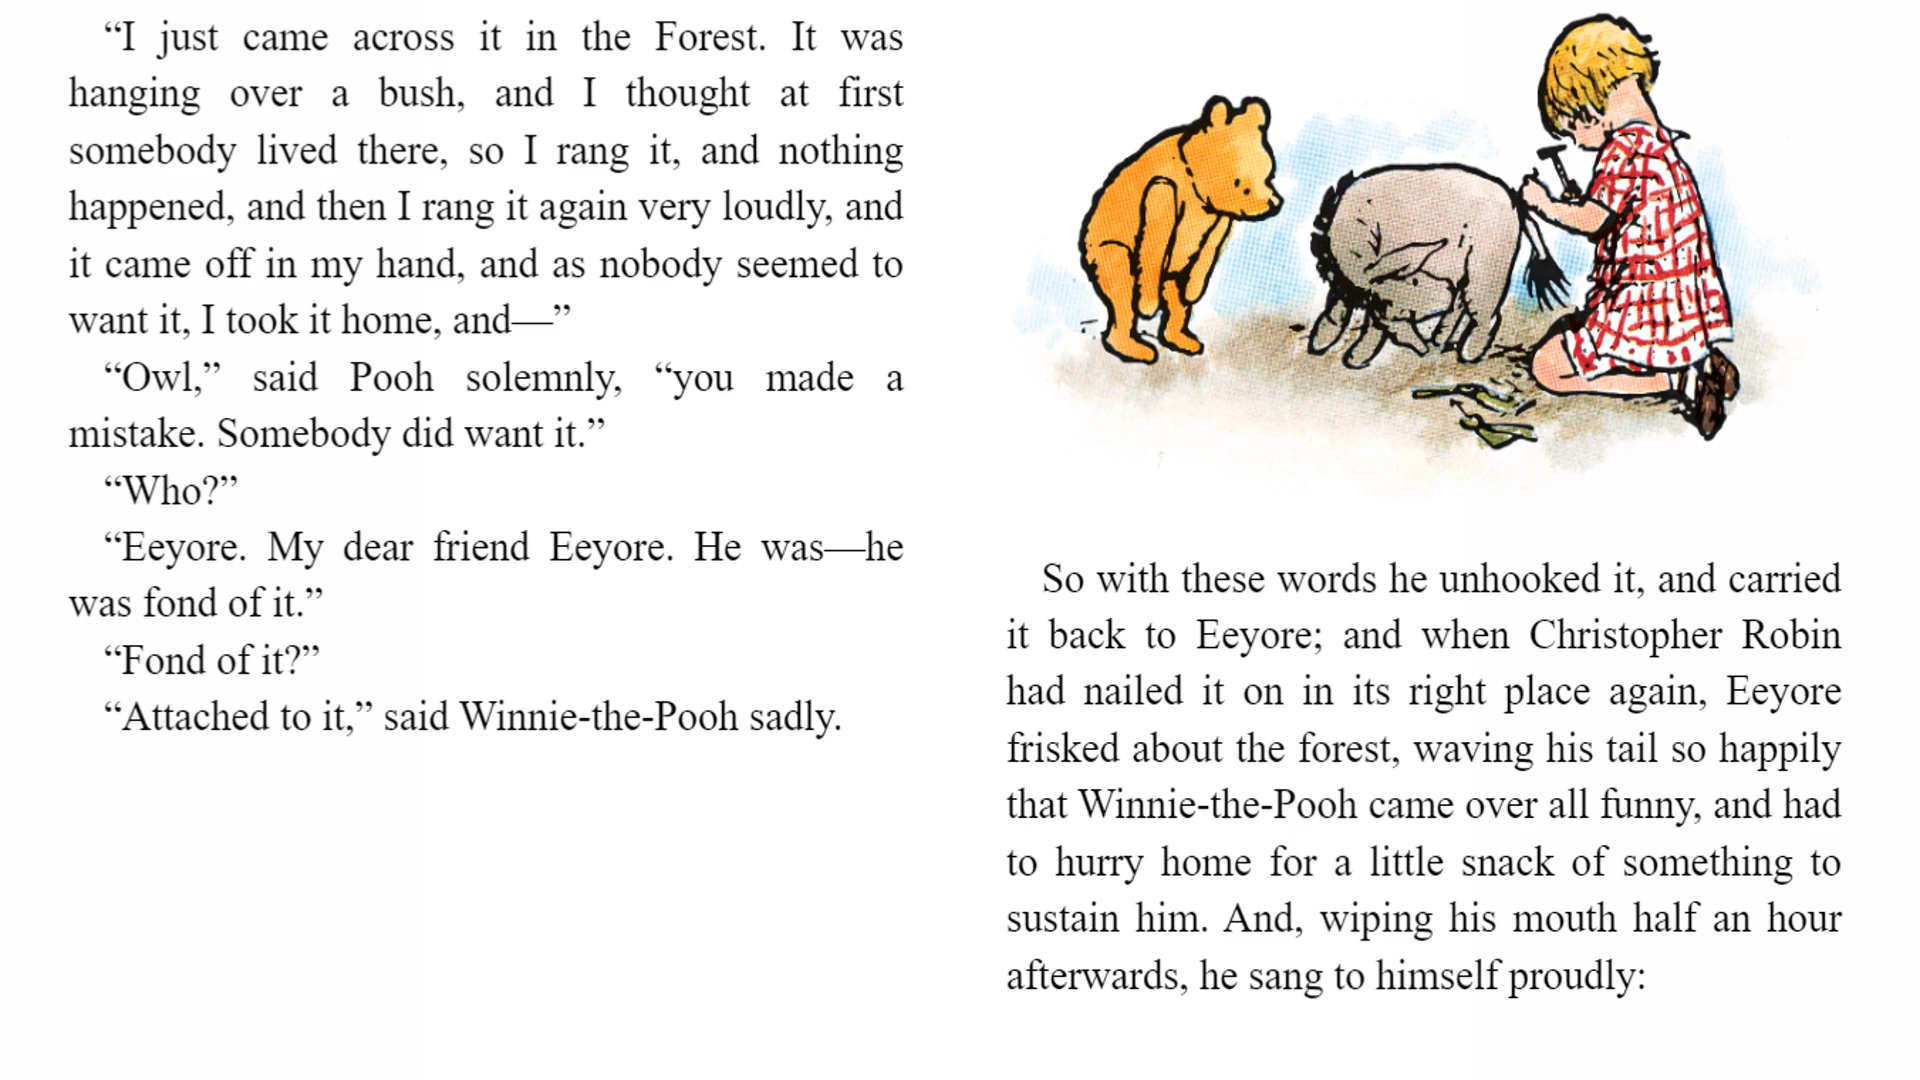 “I just came across it in the Forest. It was
hanging over a bush, and I thought at first
somebody lived there, so I rang it, and nothing
happened, and then I rang it again very loudly, and
it came off in my hand, and as nobody seemed to
want it, I took it home, and—”
“Owl,” said Pooh solemnly, “you made a
mistake. Somebody did want it.”
“Who?”
“Eeyore. My dear friend Eeyore. He was—he
was fond of it.”
“Fond of it?”
“Attached to it,” said Winnie-the-Pooh sadly.
So with these words he unhooked it, and carried
it back to Eeyore; and when Christopher Robin
had nailed it on in its right place again, Eeyore
frisked about the forest, waving his tail so happily
that Winnie-the-Pooh came over all funny, and had
to hurry home for a little snack of something to
sustain him. And, wiping his mouth half an hour
afterwards, he sang to himself proudly: